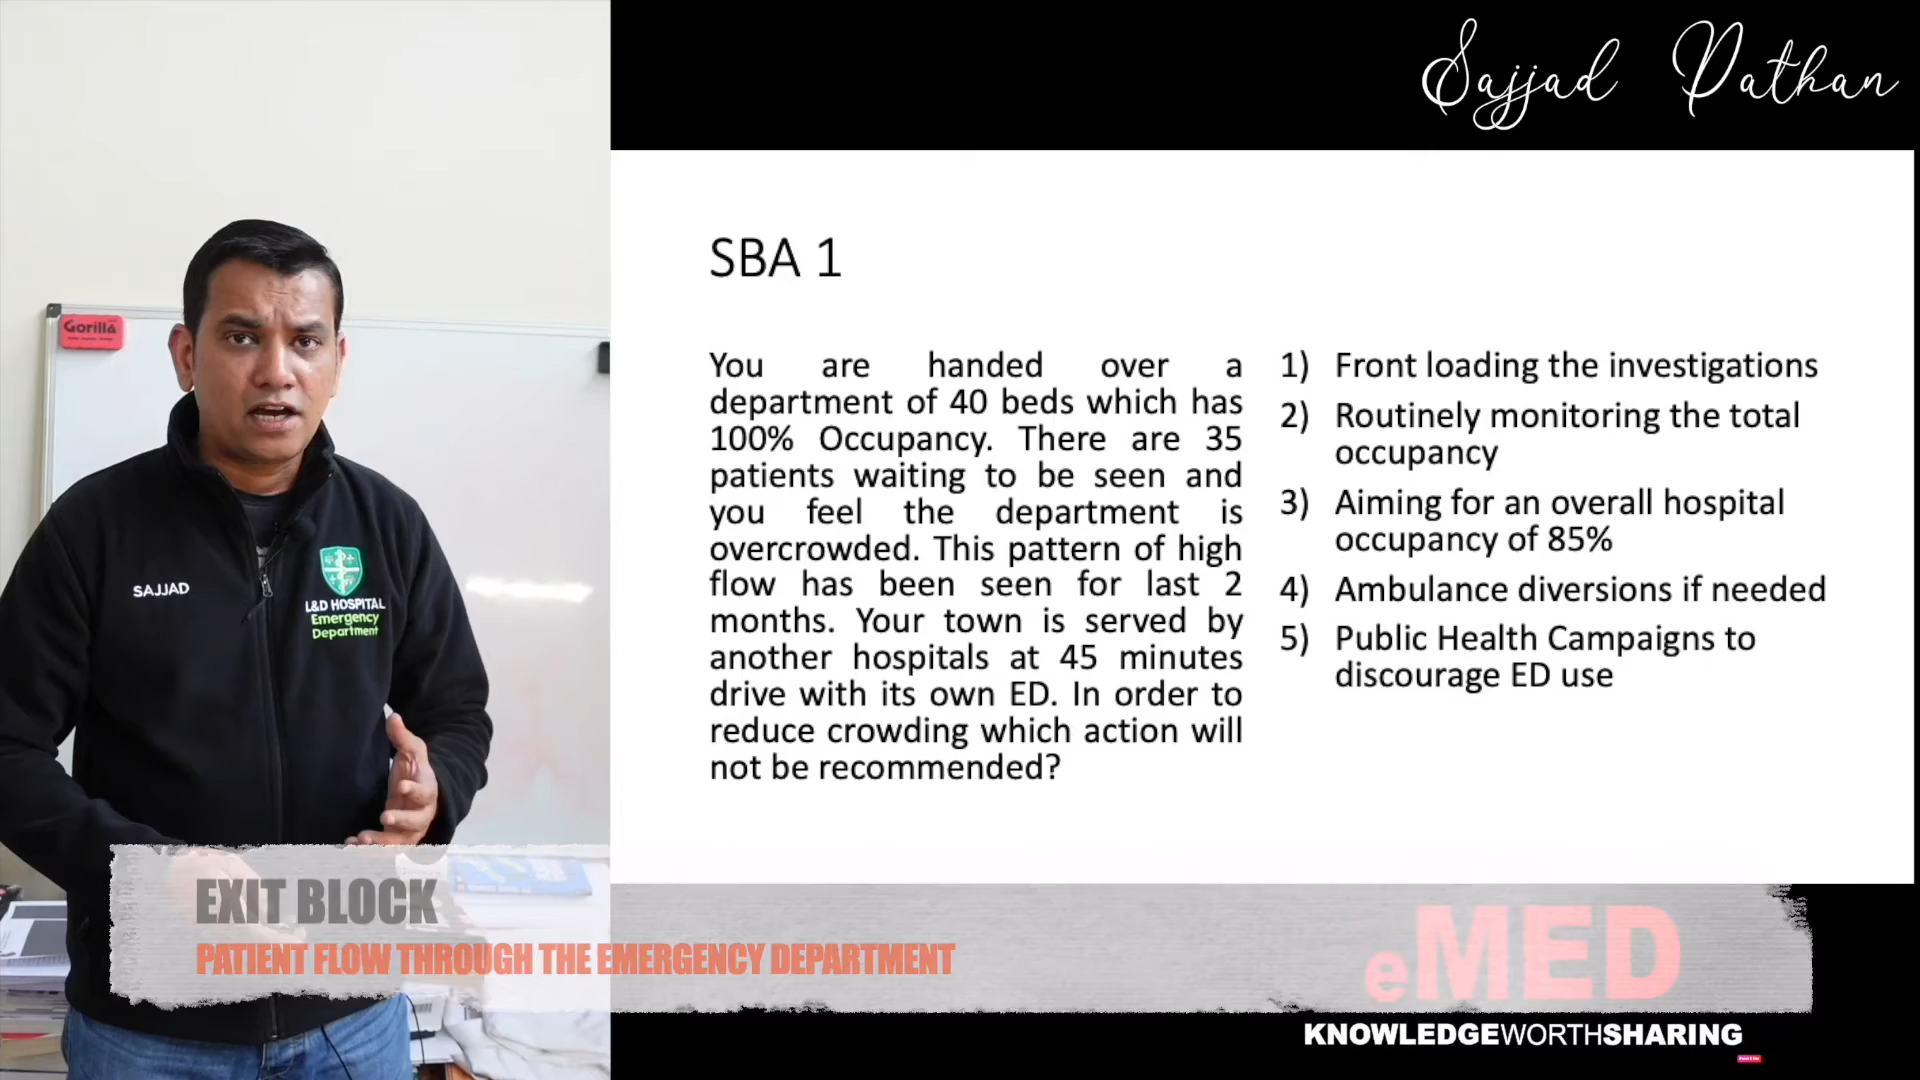 Sajjad Pathan
Gorilla
SBA 1
You are handed over a
department of 40 beds which has
100% Occupancy. There are 35
patients waiting to be seen and
you feel the department is
overcrowded. This pattern of high
flow has been seen for last 2
months. Your town is served by
another hospitals at 45 minutes
drive with its own ED. In order to
reduce crowding which action will
not be recommended?
1) Front loading the investigations
2) Routinely monitoring the total
occupancy
3) Aiming for an overall hospital
occupancy of 85%
4) Ambulance diversions if needed
5) Public Health Campaigns to
discourage ED use
SAJJAD
L&D HOSPITAL
Emergency
Department
EXIT BLOCK
PATIENT FLOW THROUGH THE EMERGENCY DEPARTMENT
eMED
KNOWLEDGEWORTHSHARING